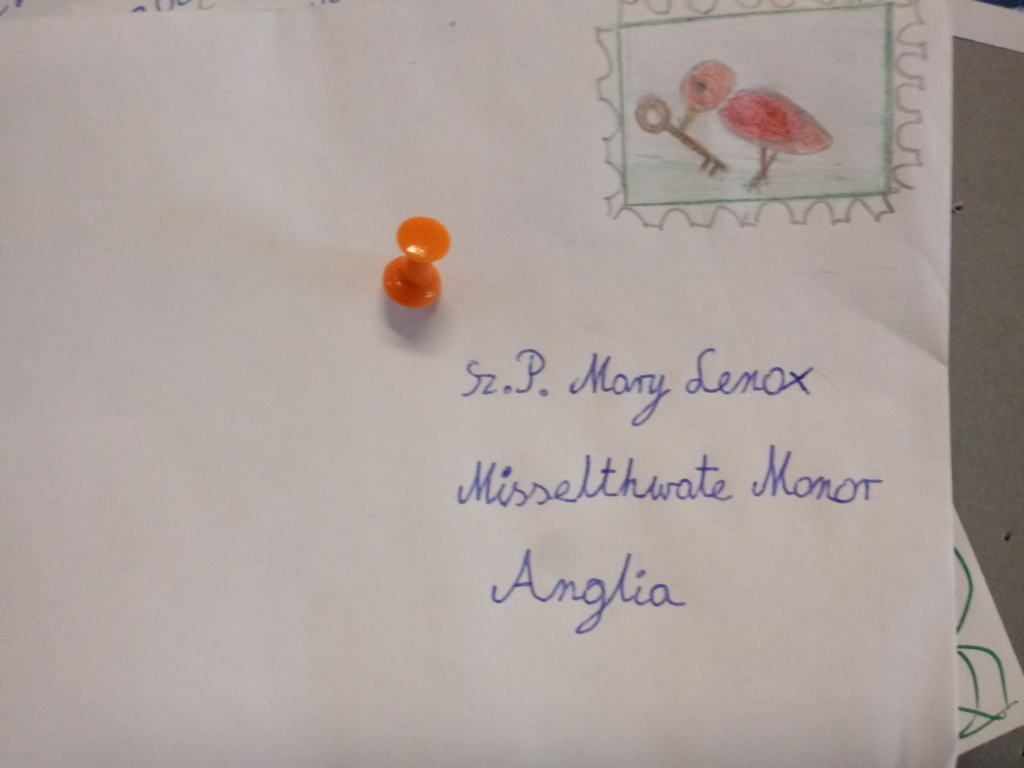 Sz.P. Mary Lenox
Misselthwate Monor
Anglia